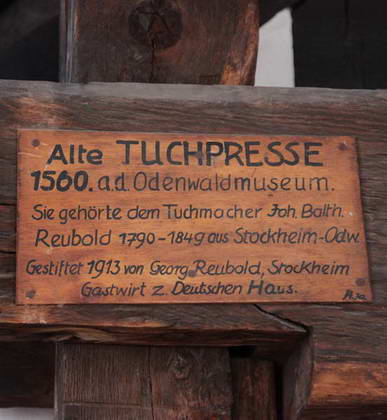 Alte TUCHPRESSE
1560. a.d. Odenwaldmuseum.
Sie gehörte dem Tuchmacher Joh. Balth.
Reubold 1790-1849 aus Stockheim-Odw.
Gestiftet 1913 von Georg Reubold, Stockheim
Gastwirt z. Deutschen Haus.